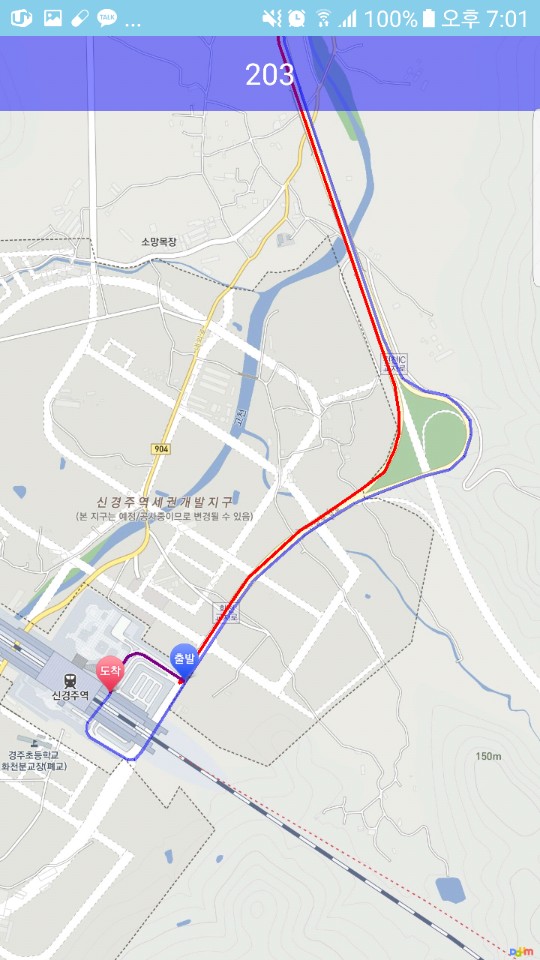 TALK
... 100% 오후 7:01
203
소망목장
904
고천
신경주역세권개발지구
(본 지구는 예정/공사중이므로 변경될 수 있음)
출발
도착
신경주역
경주초등학교
화천분교장(폐교)
150m